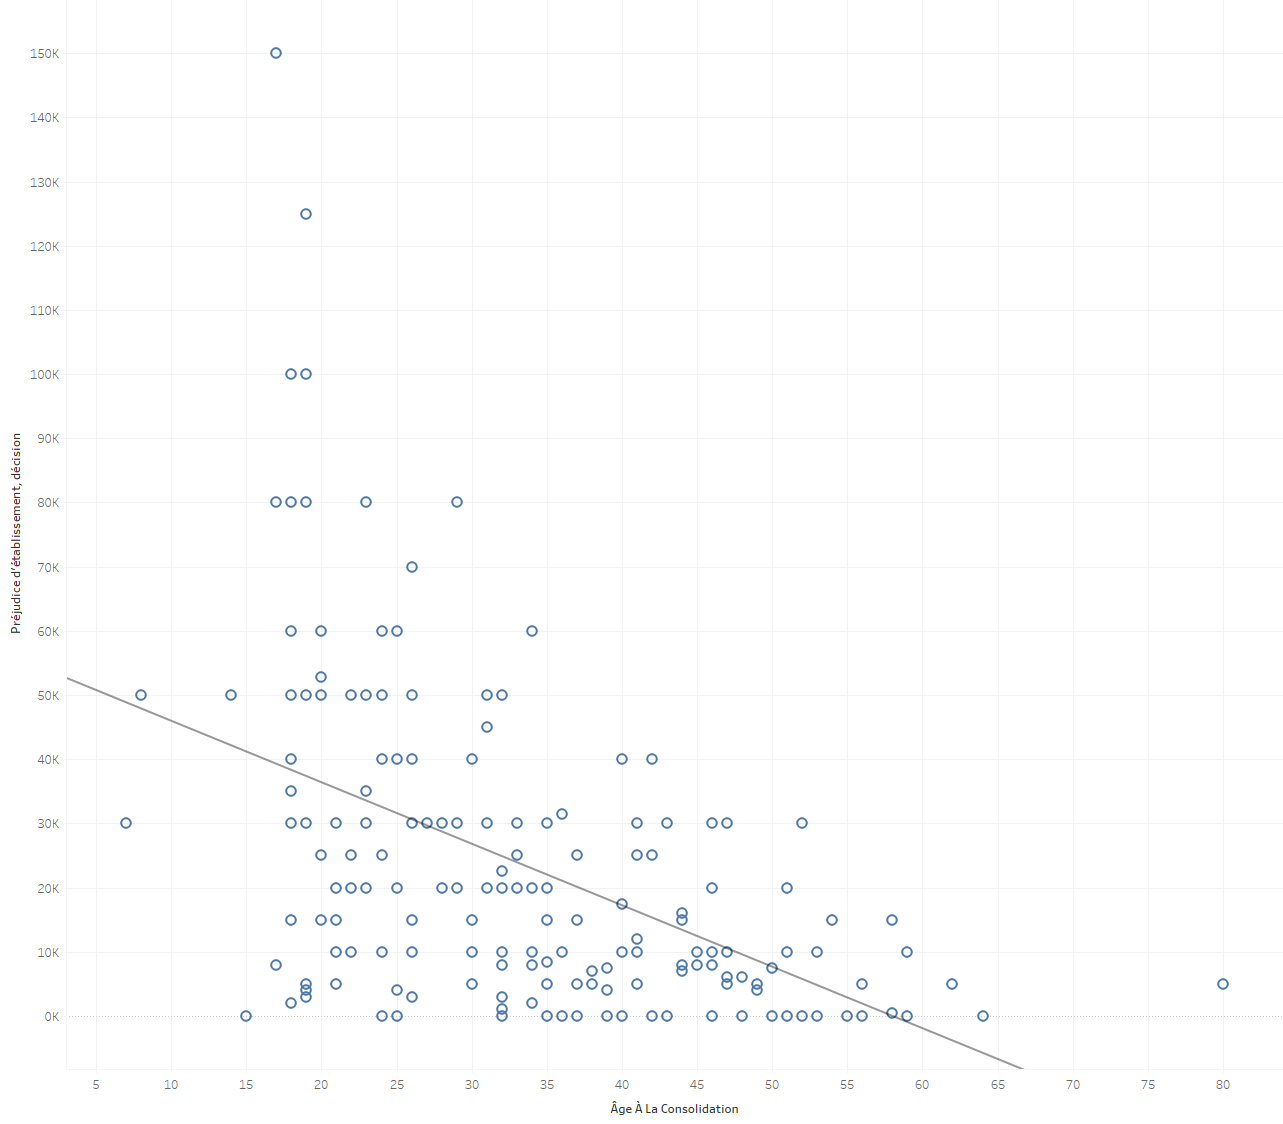 150K
140K
130K
120K
110K
100K
90K
80K
70K
60K
50K
40K
30K
20K
10K
0K
Préjudice d'établissement, décision
5 10 15 20 25 30 35 40 45 50 55 60 65 70 75 80
Âge À La Consolidation